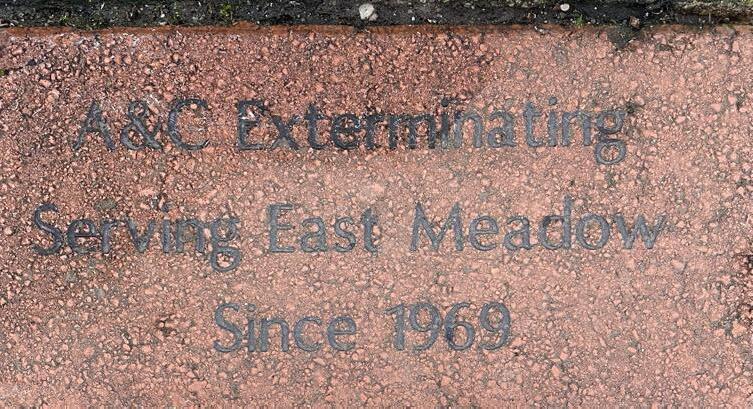 A&C Exterminating
Serving East Meadow
Since 1969